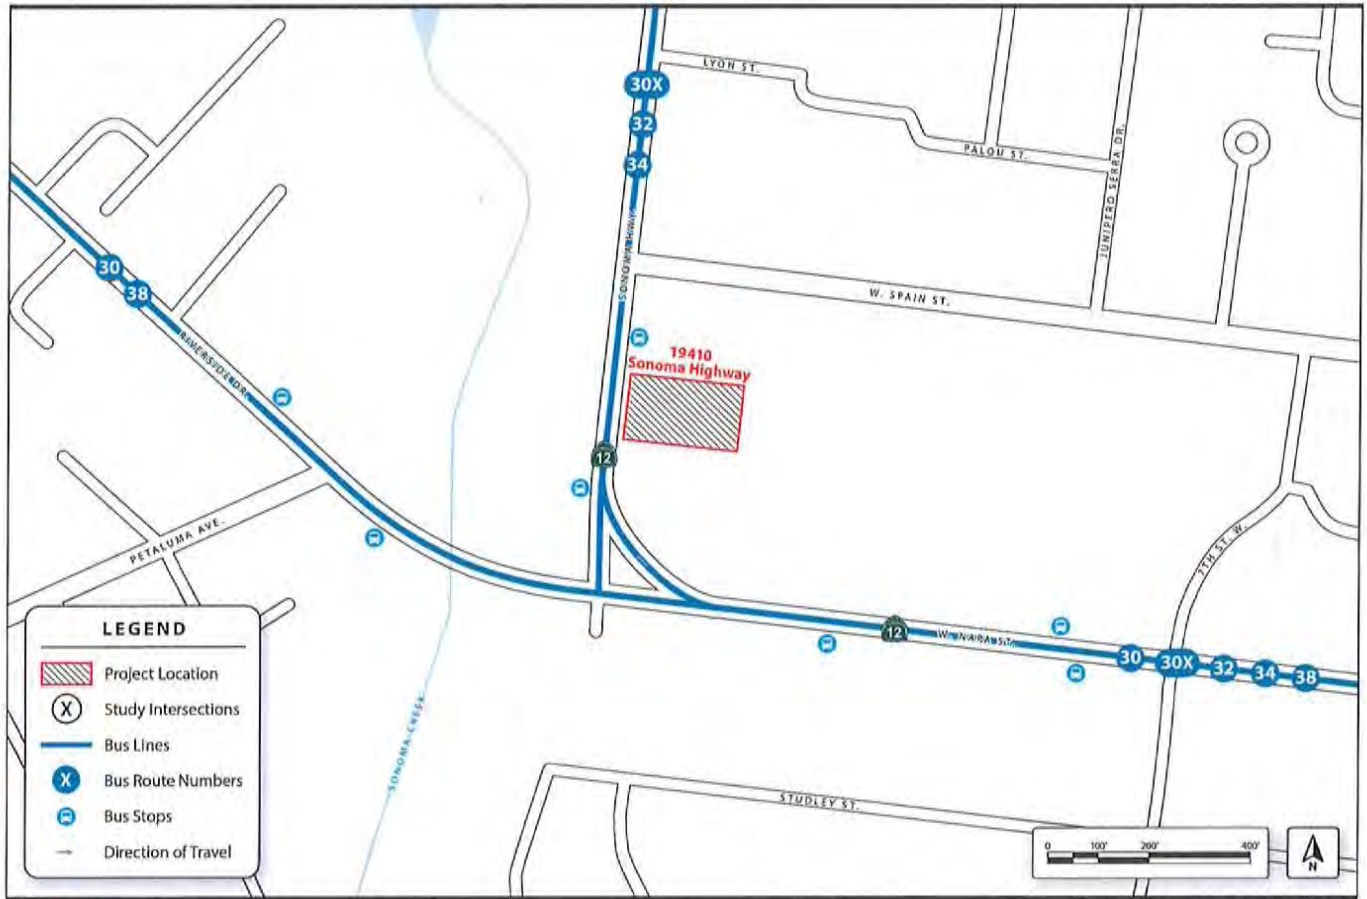 LYON ST.
30X
32
34
PALOU ST.
JUNIPERO SERRA DR.
SONOMA HWY
30
38
W. SPAIN ST.
RIVERSIDE DR.
19410
Sonoma Highway
12
PETALUMA AVE.
7TH ST. W.
12
W. NAPA ST.
30
30X
32
34
38
SONOMA CREEK
STUDLEY ST.
LEGEND
Project Location
X
Study Intersections
Bus Lines
X
Bus Route Numbers
Bus Stops
Direction of Travel
0 100' 200' 400'
N